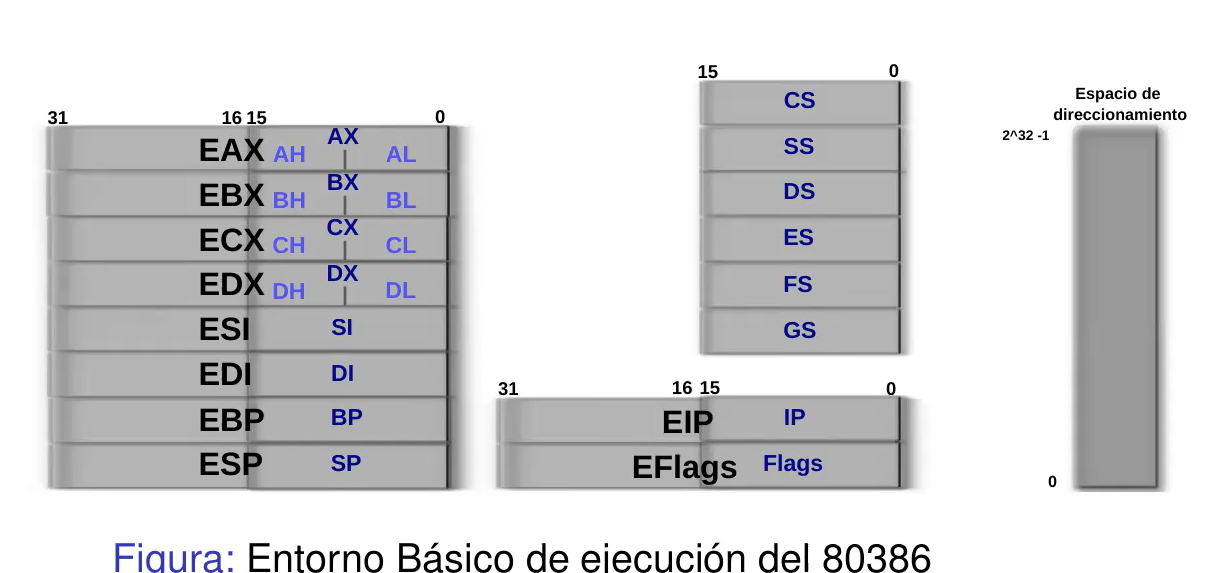 31 16 15 0
EAX AH AX AL
EBX BH BX BL
ECX CH CX CL
EDX DH DX DL
ESI SI
EDI DI
EBP BP
ESP SP
15 0
CS
SS
DS
ES
FS
GS
31 16 15 0
EIP IP
EFlags Flags
Espacio de
direccionamiento
2^32 -1
0
Figura: Entorno Básico de ejecución del 80386